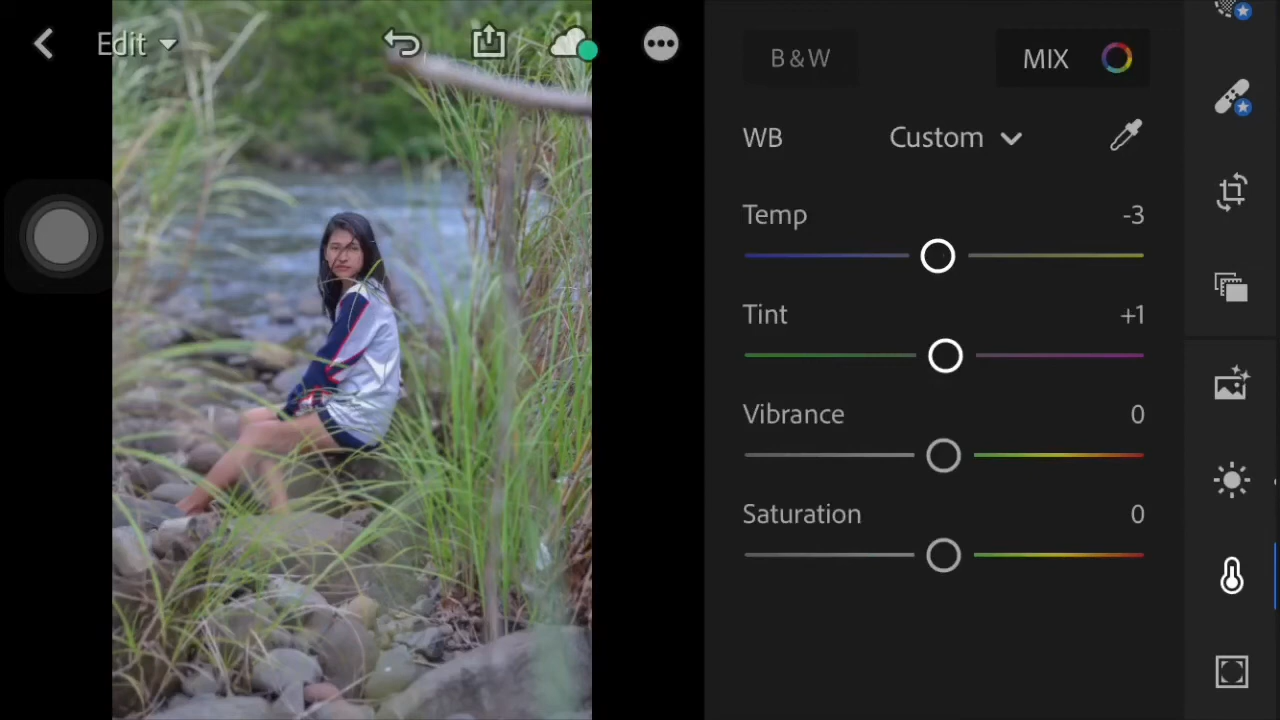 Edit
B&W
MIX
WB Custom
Temp -3
Tint +1
Vibrance 0
Saturation 0